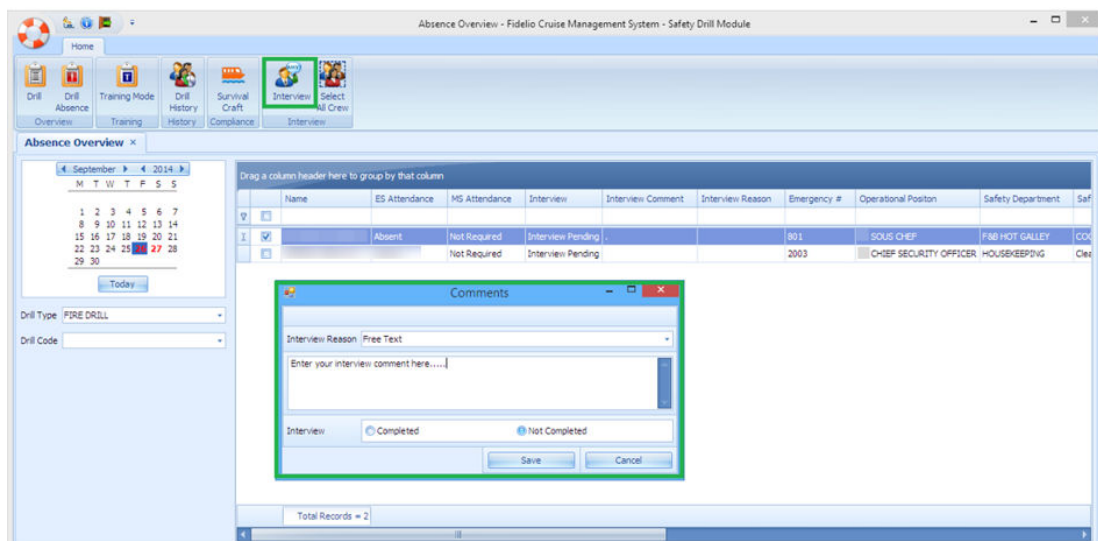 Absence Overview - Fidelio Cruise Management System - Safety Drill Module
Home
Drill
Drill Absence
Training Mode
Drill History
Survival Craft
Interview
Select All Crew
Overview
Training
History
Compliance
Interview
Absence Overview ×
September 2014
M T W T F S S
1 2 3 4 5 6 7
8 9 10 11 12 13 14
15 16 17 18 19 20 21
22 23 24 25 26 27 28
29 30
Today
Drill Type FIRE DRILL
Drill Code
Drag a column header here to group by that column
Name ES Attendance MS Attendance Interview Interview Comment Interview Reason Emergency # Operational Positon Safety Department Saf
Absent Not Required Interview Pending . 801 SOUS CHEF F&B HOT GALLEY COO
Not Required Interview Pending 2003 CHIEF SECURITY OFFICER HOUSEKEEPING Clea
Comments
Interview Reason Free Text
Enter your interview comment here.....
Interview Completed Not Completed
Save Cancel
Total Records = 2